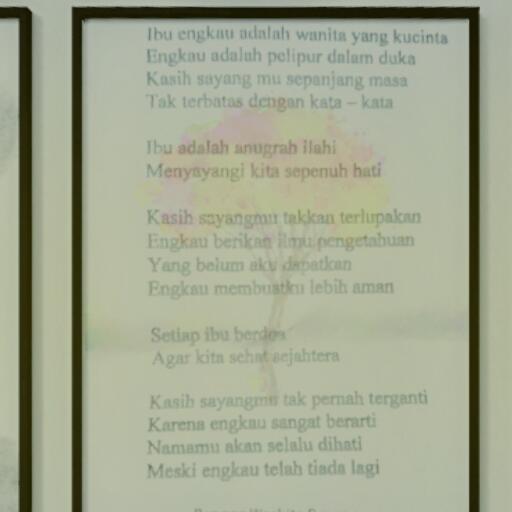 Ibu engkau adalah wanita yang kucinta
Engkau adalah pelipur dalam duka
Kasih sayang mu sepanjang masa
Tak terbatas dengan kata – kata
Ibu adalah anugrah ilahi
Menyayangi kita sepenuh hati
Kasih sayangmu takkan terlupakan
Engkau berikan ilmu pengetahuan
Yang belum aku dapatkan
Engkau membuatku lebih aman
Setiap ibu berdoa
Agar kita sehat sejahtera
Kasih sayangmu tak pernah terganti
Karena engkau sangat berarti
Namamu akan selalu dihati
Meski engkau telah tiada lagi